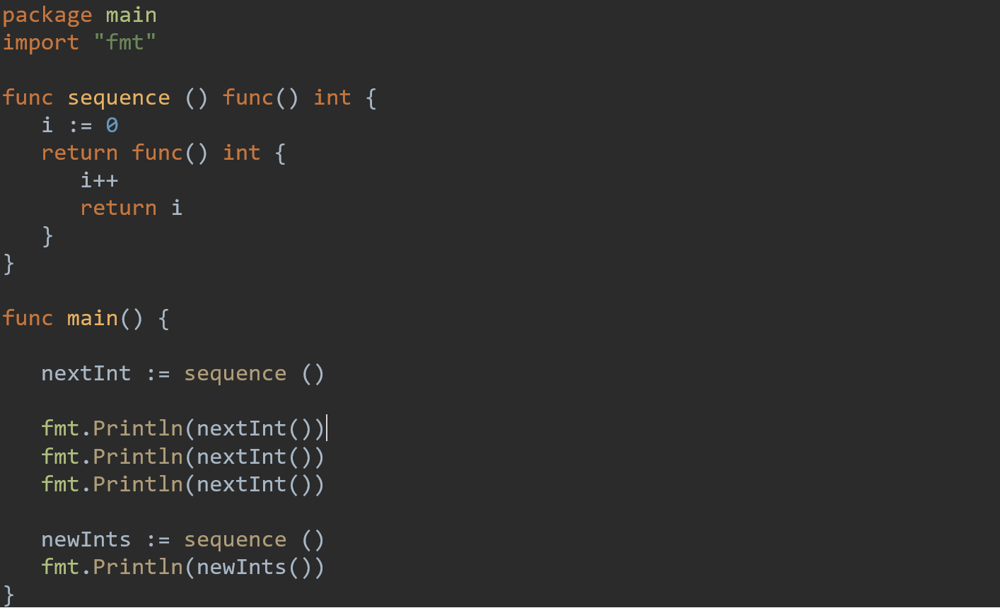 package main
import "fmt"
func sequence () func() int {
i := 0
return func() int {
i++
return i
}
}
func main() {
nextInt := sequence ()
fmt.Println(nextInt())
fmt.Println(nextInt())
fmt.Println(nextInt())
newInts := sequence ()
fmt.Println(newInts())
}